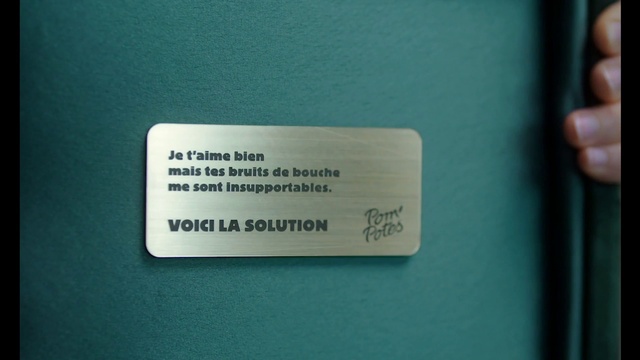 Je t'aime bien
mais tes bruits de bouche
me sont insupportables.
VOICI LA SOLUTION
Pom'
Potes